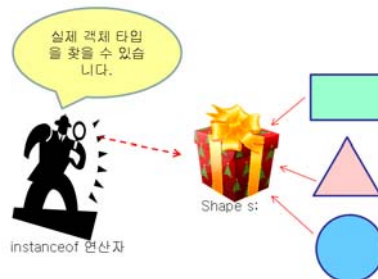 실제 객체 타입
을 찾을 수 있습
니다.
Shape s;
instanceof 연산자